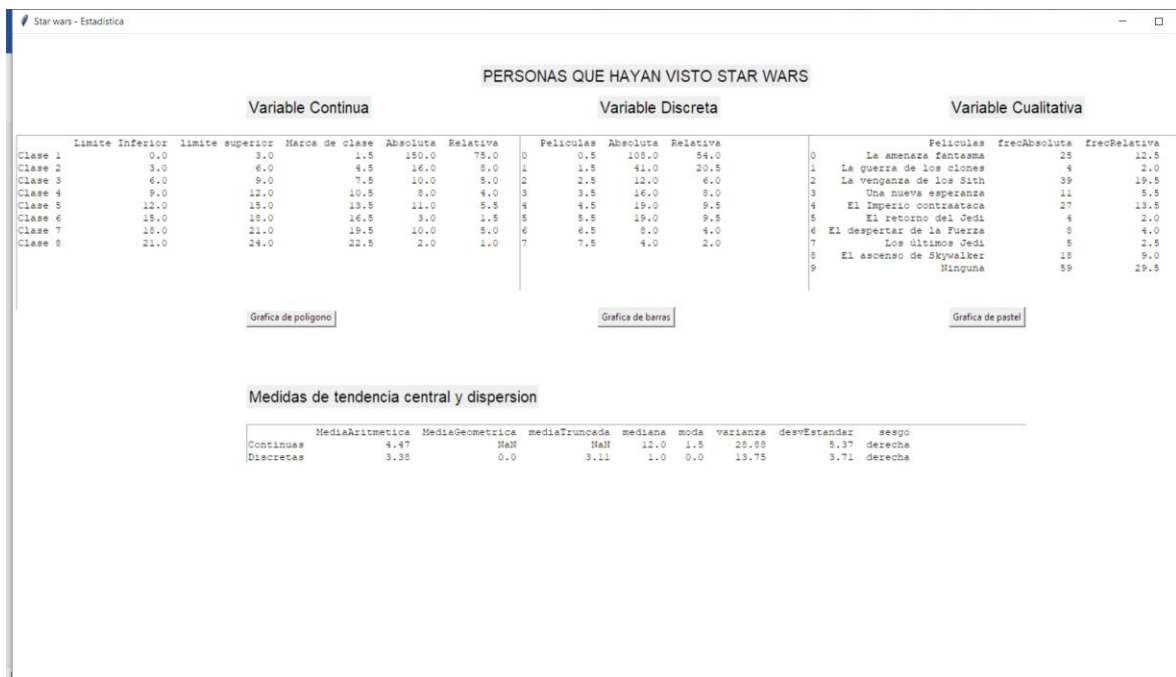 Star wars - Estadística
PERSONAS QUE HAYAN VISTO STAR WARS
Variable Continua
Limite Inferior limite superior Marca de clase Absoluta Relativa
Clase 1 0.0 3.0 1.5 150.0 75.0
Clase 2 3.0 6.0 4.5 16.0 8.0
Clase 3 6.0 9.0 7.5 10.0 5.0
Clase 4 9.0 12.0 10.5 8.0 4.0
Clase 5 12.0 15.0 13.5 11.0 5.5
Clase 6 15.0 18.0 16.5 3.0 1.5
Clase 7 18.0 21.0 19.5 10.0 5.0
Clase 8 21.0 24.0 22.5 2.0 1.0
Grafica de poligono
Variable Discreta
Peliculas Absoluta Relativa
0 0.5 108.0 54.0
1 1.5 41.0 20.5
2 2.5 12.0 6.0
3 3.5 16.0 8.0
4 4.5 19.0 9.5
5 5.5 19.0 9.5
6 6.5 8.0 4.0
7 7.5 4.0 2.0
Grafica de barras
Variable Cualitativa
Peliculas frecAbsoluta frecRelativa
0 La amenaza fantasma 25 12.5
1 La guerra de los clones 4 2.0
2 La venganza de los Sith 39 19.5
3 Una nueva esperanza 11 5.5
4 El Imperio contraataca 27 13.5
5 El retorno del Jedi 4 2.0
6 El despertar de la Fuerza 8 4.0
7 Los últimos Jedi 5 2.5
8 El ascenso de Skywalker 18 9.0
9 Ninguna 59 29.5
Grafica de pastel
Medidas de tendencia central y dispersion
MediaAritmetica MediaGeometrica mediaTruncada mediana moda varianza desvEstandar sesgo
Continuas 4.47 NaN NaN 12.0 1.5 28.88 5.37 derecha
Discretas 3.38 0.0 3.11 1.0 0.0 13.75 3.71 derecha